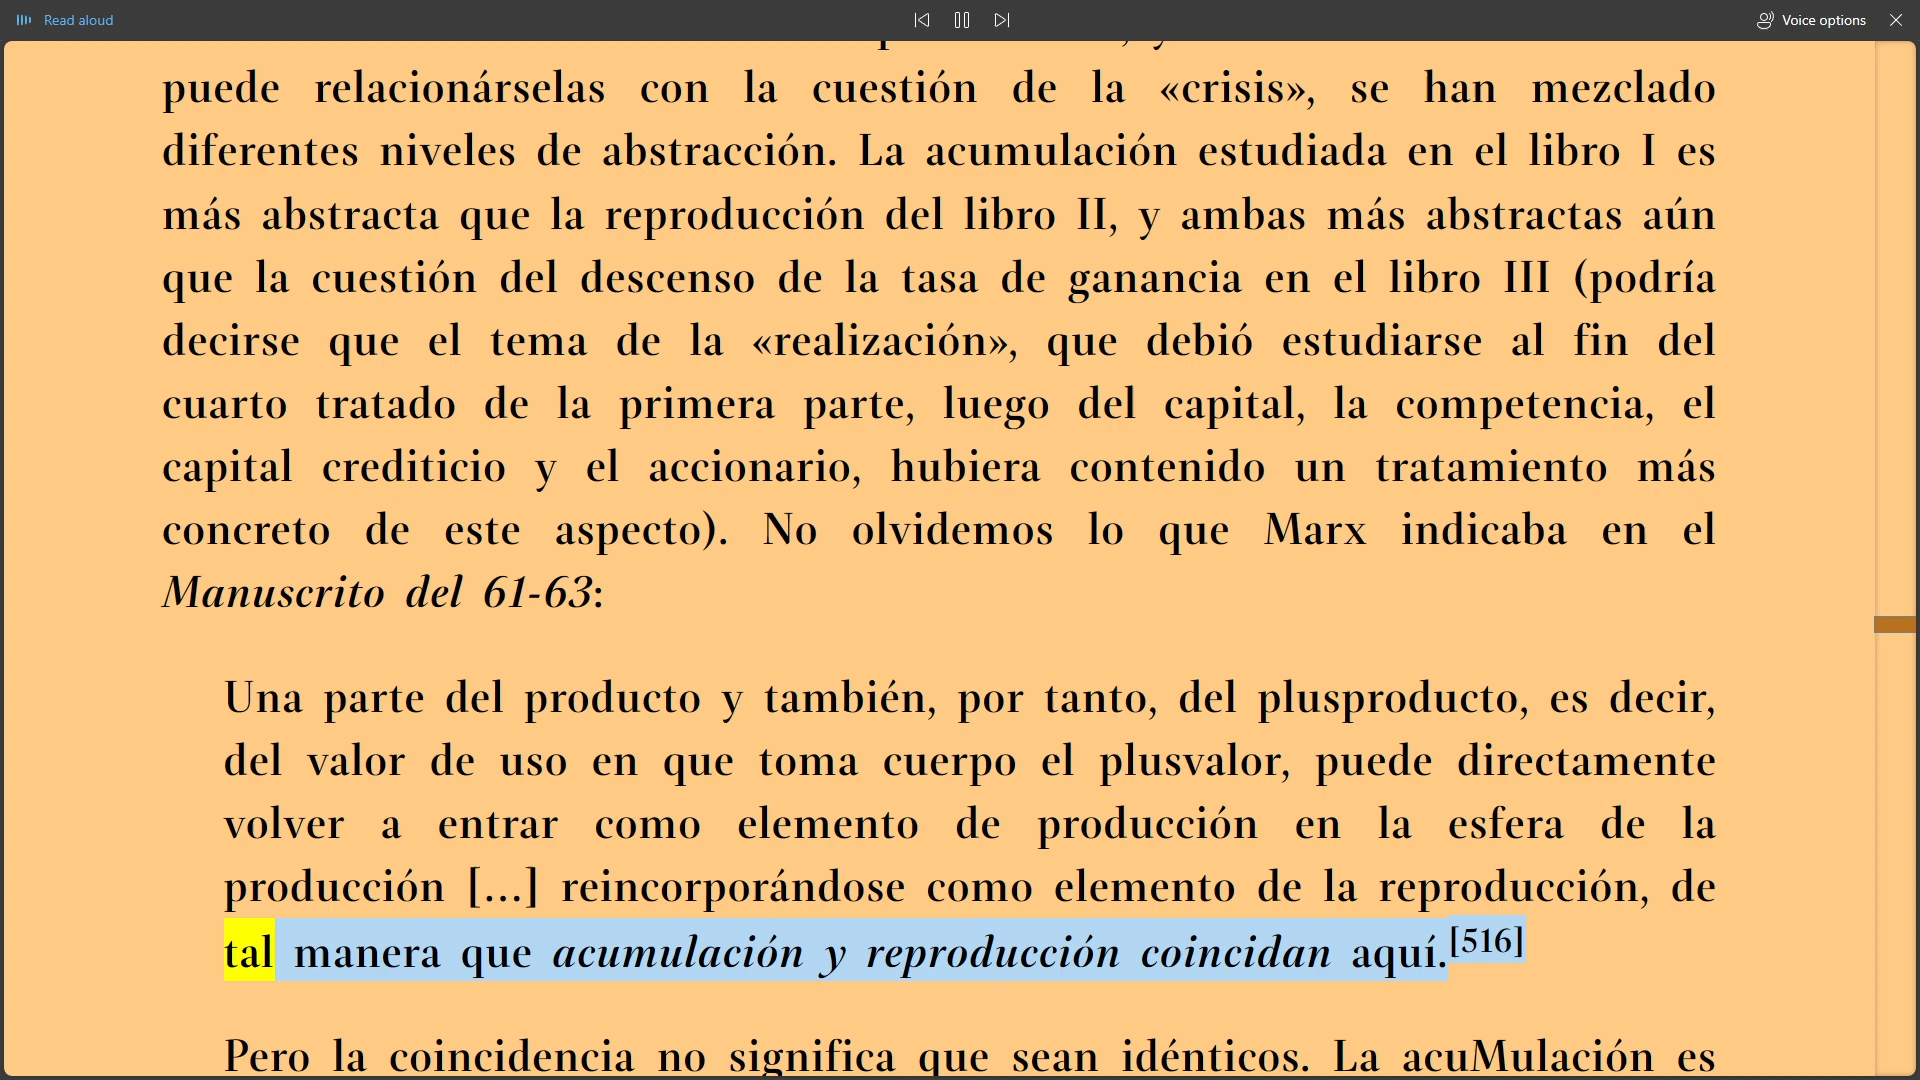 Read aloud
Voice options
puede relacionárselas con la cuestión de la «crisis», se han mezclado
diferentes niveles de abstracción. La acumulación estudiada en el libro I es
más abstracta que la reproducción del libro II, y ambas más abstractas aún
que la cuestión del descenso de la tasa de ganancia en el libro III (podría
decirse que el tema de la «realización», que debió estudiarse al fin del
cuarto tratado de la primera parte, luego del capital, la competencia, el
capital crediticio y el accionario, hubiera contenido un tratamiento más
concreto de este aspecto). No olvidemos lo que Marx indicaba en el
Manuscrito del 61-63:
Una parte del producto y también, por tanto, del plusproducto, es decir,
del valor de uso en que toma cuerpo el plusvalor, puede directamente
volver a entrar como elemento de producción en la esfera de la
producción [...] reincorporándose como elemento de la reproducción, de
tal manera que acumulación y reproducción coincidan aquí.[516]
Pero la coincidencia no significa que sean idénticos. La acuMulación es